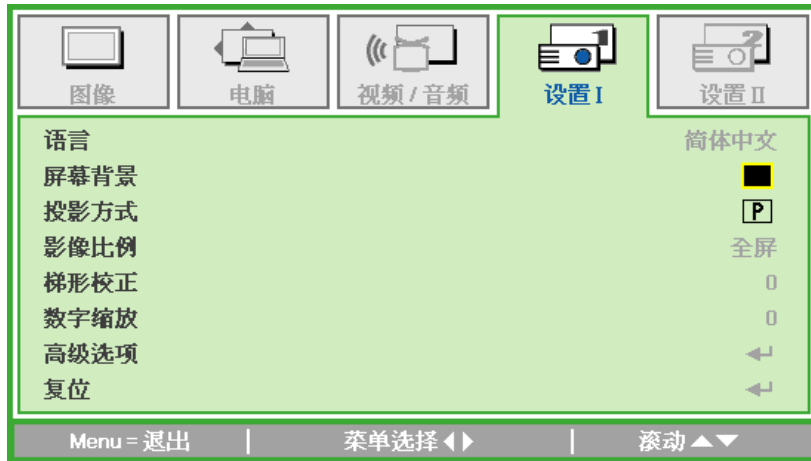 图像 电脑 视频 / 音频 设置 I 设置 II
语言 简体中文
屏幕背景
投影方式 P
影像比例 全屏
梯形校正 0
数字缩放 0
高级选项
复位
Menu = 退出 | 菜单选择 | 滚动